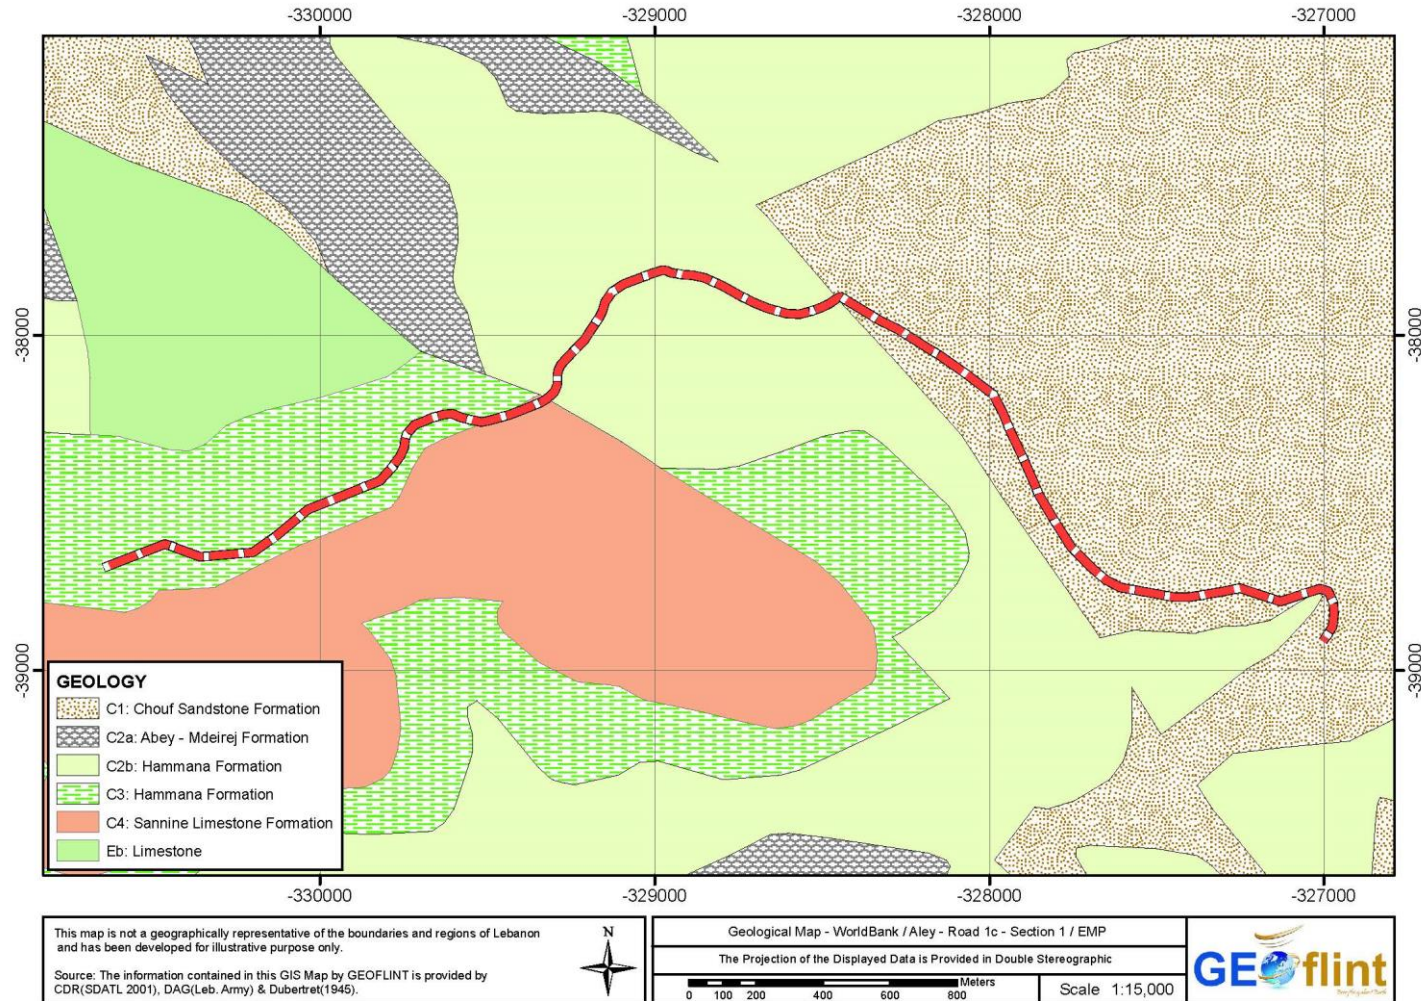 -330000 -329000 -328000 -327000
-38000 -38000
-39000 -39000
GEOLOGY
C1: Chouf Sandstone Formation
C2a: Abey - Mdeirej Formation
C2b: Hammana Formation
C3: Hammana Formation
C4: Sannine Limestone Formation
Eb: Limestone
-330000 -329000 -328000 -327000
This map is not a geographically representative of the boundaries and regions of Lebanon
and has been developed for illustrative purpose only.
Source: The information contained in this GIS Map by GEOFLINT is provided by
CDR(SDATL 2001), DAG(Leb. Army) & Dubertret(1945).
N
Geological Map - WorldBank / Aley - Road 1c - Section 1 / EMP
The Projection of the Displayed Data is Provided in Double Stereographic
Meters
0 100 200 400 600 800
Scale 1:15,000
GEOflint